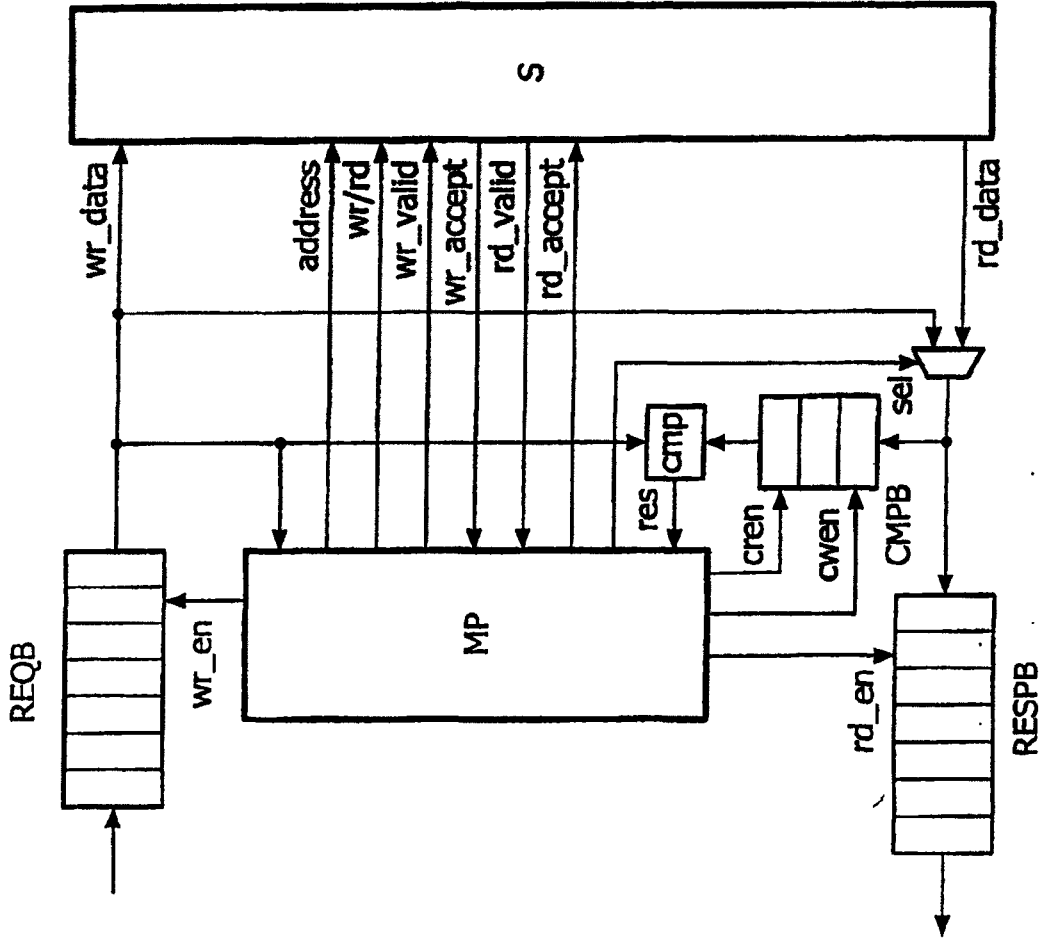 S
wr_data
address
wr/rd
wr_valid
wr_accept
rd_valid
rd_accept
rd_data
sel
cmp
res
cren
cwen
CMPB
REQB
wr_en
MP
rd_en
RESPB